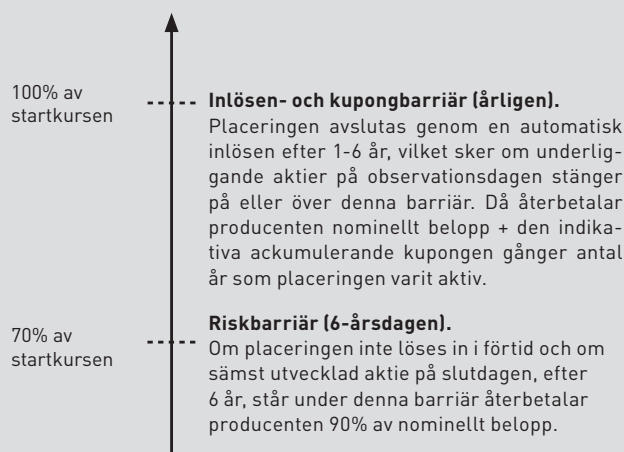 100% av
startkursen
Inlösen- och kupongbarriär (årligen).
Placeringen avslutas genom en automatisk
inlösen efter 1-6 år, vilket sker om underlig-
gande aktier på observationsdagen stänger
på eller över denna barriär. Då återbetalar
producenten nominellt belopp + den indika-
tiva ackumulerande kupongen gånger antal
år som placeringen varit aktiv.
70% av
startkursen
Riskbarriär (6-årsdagen).
Om placeringen inte löses in i förtid och om
sämst utvecklad aktie på slutdagen, efter
6 år, står under denna barriär återbetalar
producenten 90% av nominellt belopp.